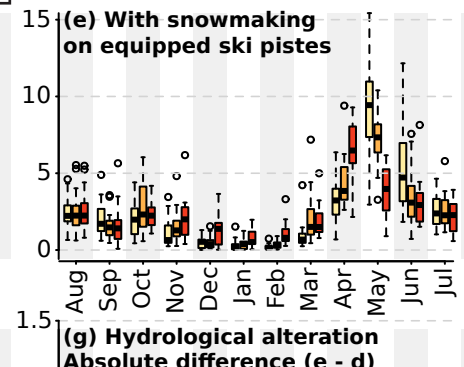 (e) With snowmaking
on equipped ski pistes
15
10
5
0
Aug Sep Oct Nov Dec Jan Feb Mar Apr May Jun Jul
1.5
(g) Hydrological alteration
Absolute difference (e - d)